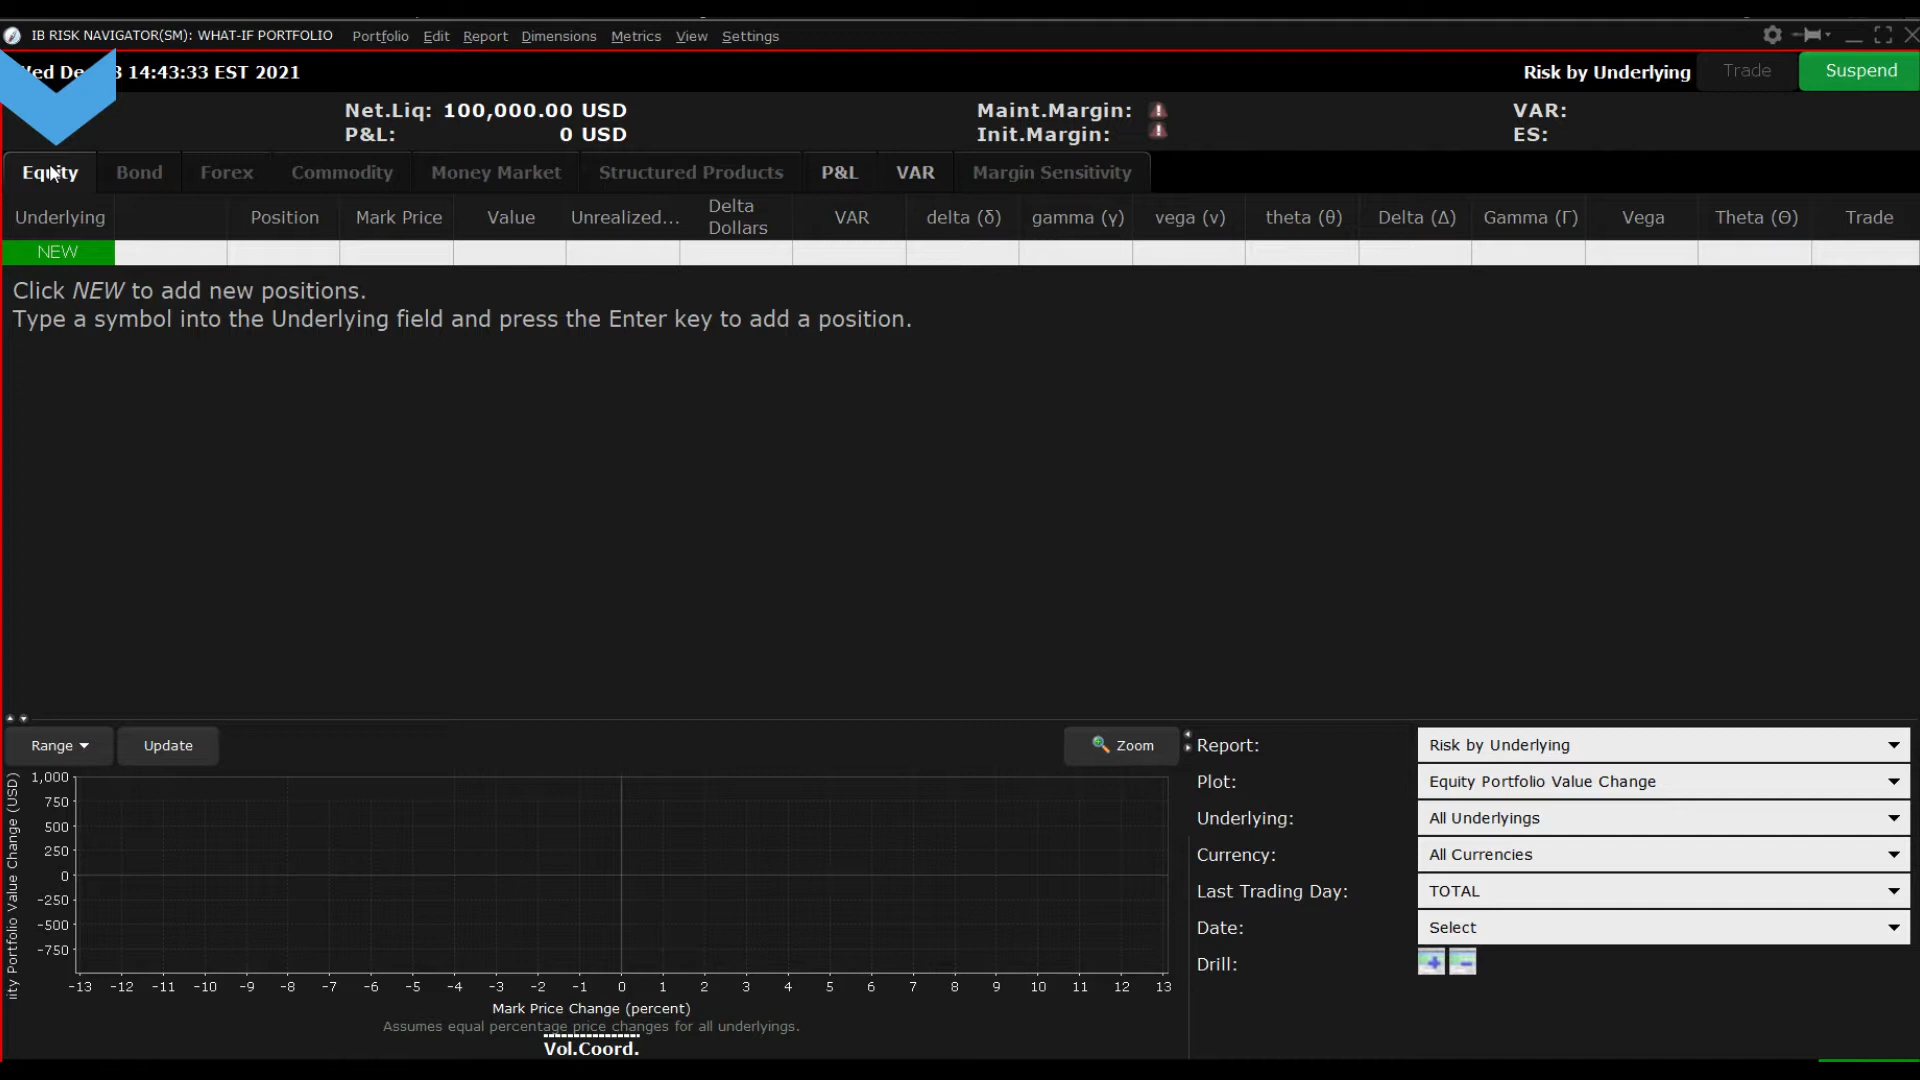 IB RISK NAVIGATOR(SM): WHAT-IF PORTFOLIO Portfolio Edit Report Dimensions Metrics View Settings
14:43:33 EST 2021 Risk by Underlying Trade Suspend
Net.Liq: 100,000.00 USD Maint.Margin: VAR:
P&L: 0 USD Init.Margin: ES:
Equity Bond Forex Commodity Money Market Structured Products P&L VAR Margin Sensitivity
Underlying Position Mark Price Value Unrealized... Delta Dollars VAR delta (δ) gamma (γ) vega (v) theta (θ) Delta (Δ) Gamma (Γ) Vega Theta (Θ) Trade
NEW
Click NEW to add new positions.
Type a symbol into the Underlying field and press the Enter key to add a position.
Range Update Zoom
Report: Risk by Underlying
Plot: Equity Portfolio Value Change
Underlying: All Underlyings
Currency: All Currencies
Last Trading Day: TOTAL
Date: Select
Drill:
Portfolio Value Change (USD)
1,000
750
500
250
0
-250
-500
-750
-13 -12 -11 -10 -9 -8 -7 -6 -5 -4 -3 -2 -1 0 1 2 3 4 5 6 7 8 9 10 11 12 13
Mark Price Change (percent)
Assumes equal percentage price changes for all underlyings.
Vol.Coord.